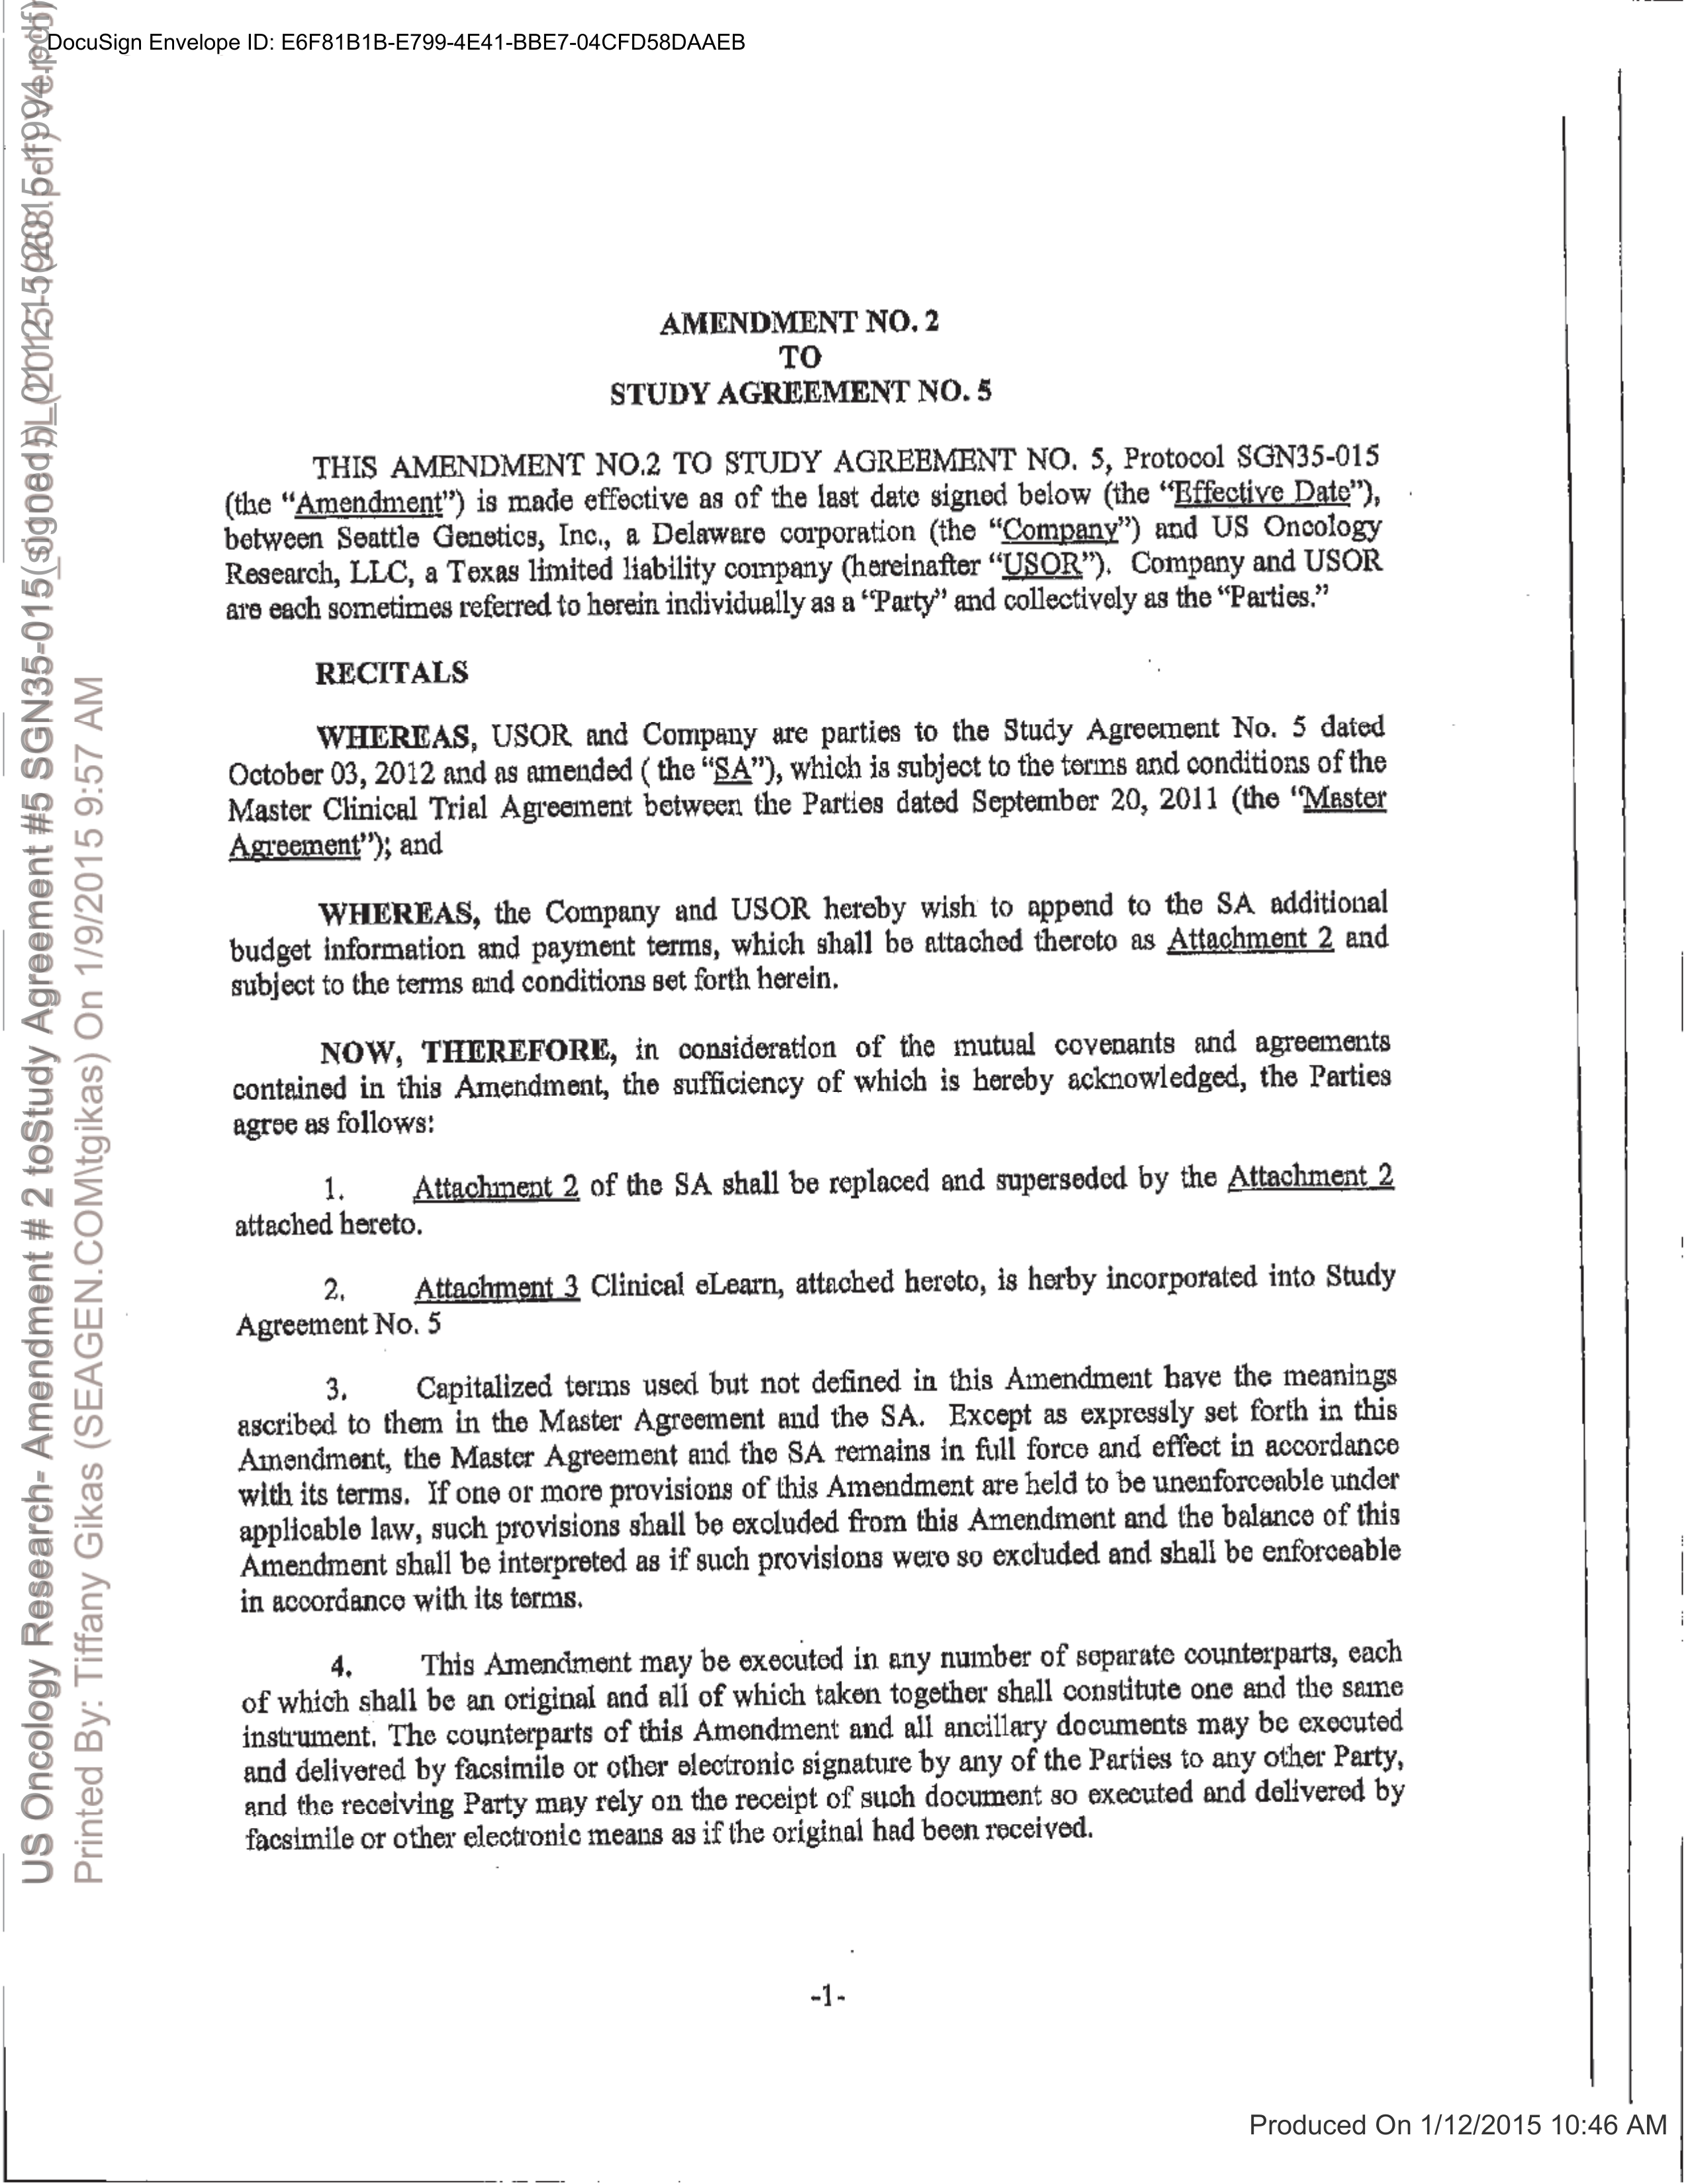 DocuSign Envelope ID: E6F81B1B-E799-4E41-BBE7-04CFD58DAAEB
AMENDMENT NO. 2
TO
STUDY AGREEMENT NO. 5
THIS AMENDMENT NO.2 TO STUDY AGREEMENT NO. 5, Protocol SGN35-015
(the “Amendment”) is made effective as of the last date signed below (the “Effective Date”),
between Seattle Genetics, Inc., a Delaware corporation (the “Company”) and US Oncology
Research, LLC, a Texas limited liability company (hereinafter “USOR”). Company and USOR
are each sometimes referred to herein individually as a “Party” and collectively as the “Parties.”
RECITALS
WHEREAS, USOR and Company are parties to the Study Agreement No. 5 dated
October 03, 2012 and as amended ( the “SA”), which is subject to the terms and conditions of the
Master Clinical Trial Agreement between the Parties dated September 20, 2011 (the “Master
Agreement”); and
WHEREAS, the Company and USOR hereby wish to append to the SA additional
budget information and payment terms, which shall be attached thereto as Attachment 2 and
subject to the terms and conditions set forth herein.
NOW, THEREFORE, in consideration of the mutual covenants and agreements
contained in this Amendment, the sufficiency of which is hereby acknowledged, the Parties
agree as follows:
1. Attachment 2 of the SA shall be replaced and superseded by the Attachment 2
attached hereto.
2. Attachment 3 Clinical eLearn, attached hereto, is herby incorporated into Study
Agreement No. 5
3. Capitalized terms used but not defined in this Amendment have the meanings
ascribed to them in the Master Agreement and the SA. Except as expressly set forth in this
Amendment, the Master Agreement and the SA remains in full force and effect in accordance
with its terms. If one or more provisions of this Amendment are held to be unenforceable under
applicable law, such provisions shall be excluded from this Amendment and the balance of this
Amendment shall be interpreted as if such provisions were so excluded and shall be enforceable
in accordance with its terms.
4. This Amendment may be executed in any number of separate counterparts, each
of which shall be an original and all of which taken together shall constitute one and the same
instrument. The counterparts of this Amendment and all ancillary documents may be executed
and delivered by facsimile or other electronic signature by any of the Parties to any other Party,
and the receiving Party may rely on the receipt of such document so executed and delivered by
facsimile or other electronic means as if the original had been received.
-1-
Produced On 1/12/2015 10:46 AM
US Oncology Research- Amendment # 2 toStudy Agreement #5 SGN35-015
Printed By: Tiffany Gikas (SEAGEN.COM\tgikas) On 1/9/2015 9:57 AM